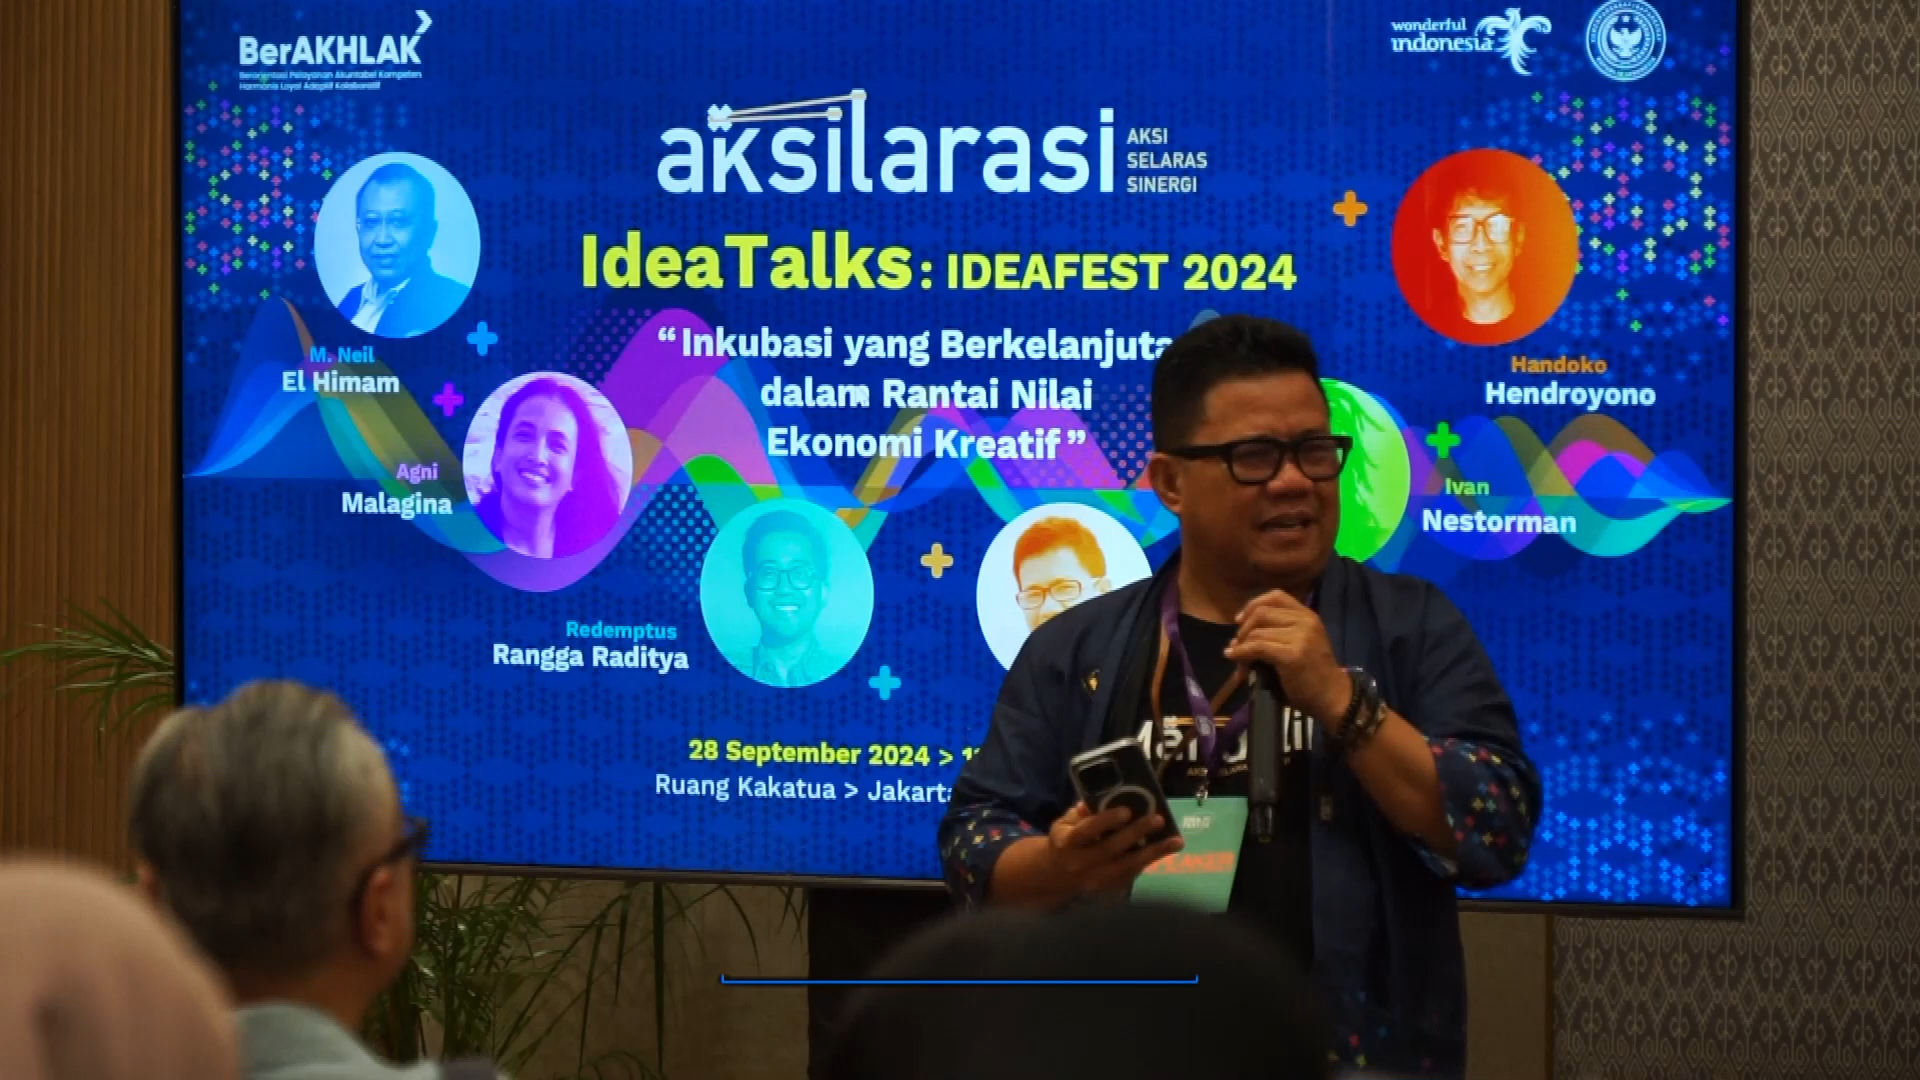 BerAKHLAK
Berorientasi Pelayanan Akuntabel Kompeten
Harmonis Loyal Adaptif Kolaboratif
wonderful
indonesia
aksilarasi
AKSI
SELARAS
SINERGI
IdeaTalks: IDEAFEST 2024
“Inkubasi yang Berkelanjuta
dalam Rantai Nilai
Ekonomi Kreatif”
M. Neil
El Himam
Handoko
Hendroyono
Agni
Malagina
Ivan
Nestorman
Redemptus
Rangga Raditya
28 September 2024 >
Ruang Kakatua > Jakarta